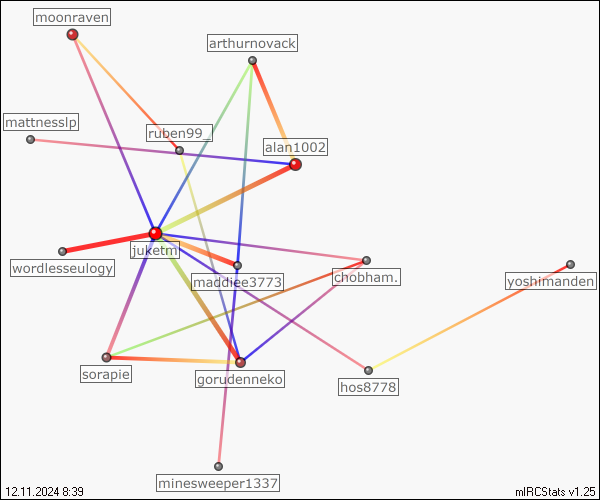 moonraven
arthurnovack
mattnesslp
ruben99_
alan1002
juketm
wordlesseulogy
maddiee3773
chobham.
yoshimanden
sorapie
gorudenneko
hos8778
minesweeper1337
12.11.2024 8:39
mIRCStats v1.25